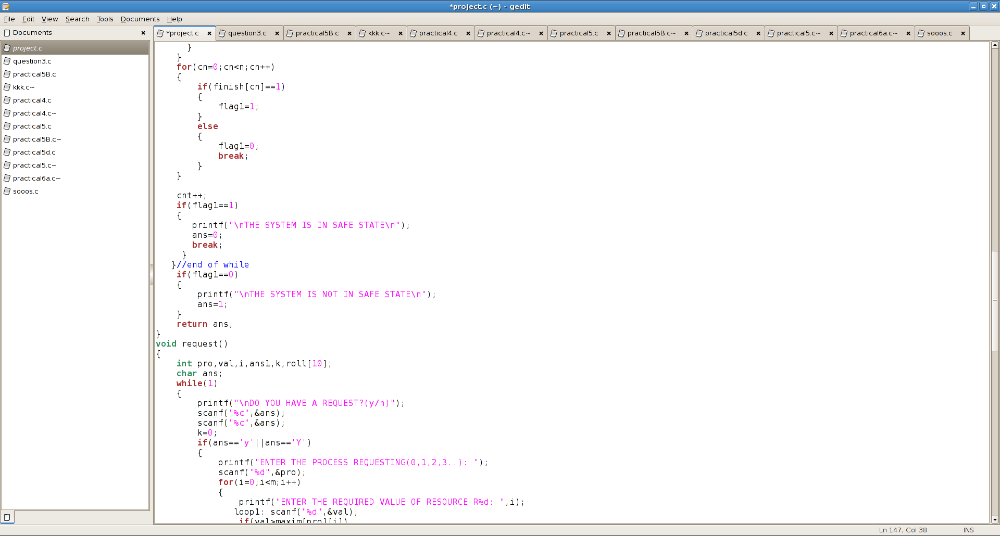 *project.c (~) - gedit
File Edit View Search Tools Documents Help
Documents
*project.c question3.c practical5B.c kkk.c~ practical4.c practical4.c~ practical5.c practical5B.c~ practical5d.c practical5.c~ practical6a.c~ sooos.c
project.c
question3.c
practical5B.c
kkk.c~
practical4.c
practical4.c~
practical5.c
practical5B.c~
practical5d.c
practical5.c~
practical6a.c~
sooos.c
}
}
for(cn=0;cn<n;cn++)
{
if(finish[cn]==1)
{
flag1=1;
}
else
{
flag1=0;
break;
}
}
cnt++;
if(flag1==1)
{
printf("\nTHE SYSTEM IS IN SAFE STATE\n");
ans=0;
break;
}
}//end of while
if(flag1==0)
{
printf("\nTHE SYSTEM IS NOT IN SAFE STATE\n");
ans=1;
}
return ans;
}
void request()
{
int pro,val,i,ans1,k,roll[10];
char ans;
while(1)
{
printf("\nDO YOU HAVE A REQUEST?(y/n)");
scanf("%c",&ans);
scanf("%c",&ans);
k=0;
if(ans=='y'||ans=='Y')
{
printf("ENTER THE PROCESS REQUESTING(0,1,2,3..): ");
scanf("%d",&pro);
for(i=0;i<m;i++)
{
printf("ENTER THE REQUIRED VALUE OF RESOURCE R%d: ",i);
loop1: scanf("%d",&val);
if(val>maxim[pro][i])
Ln 147, Col 38 INS